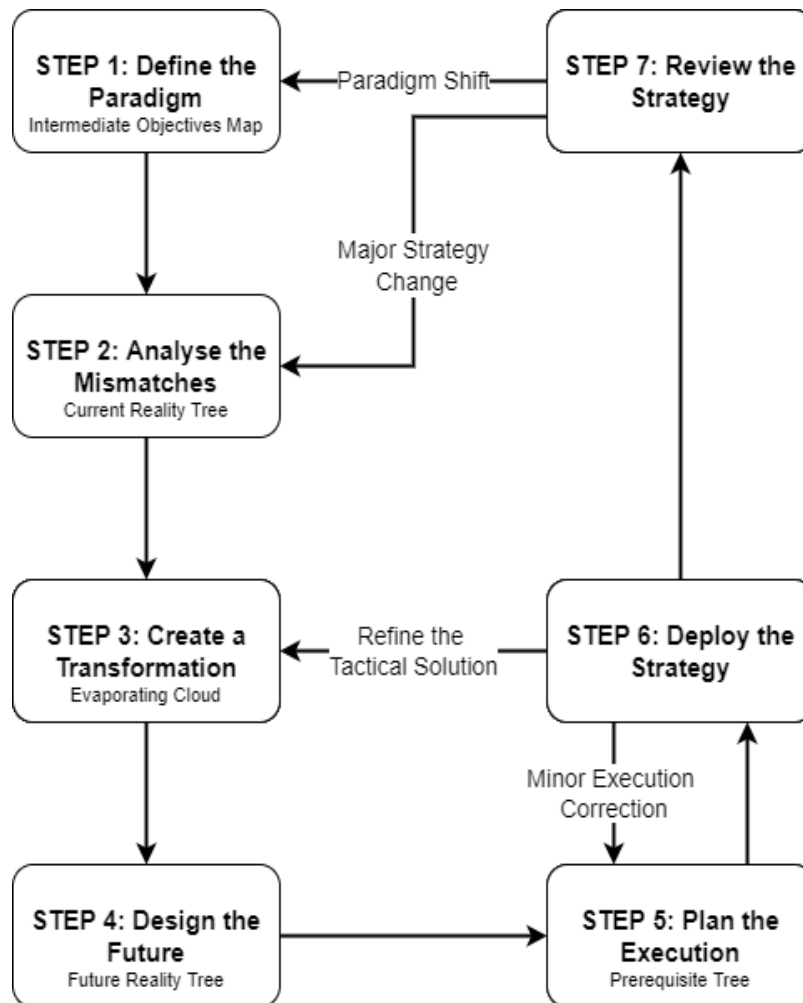 STEP 1: Define the
Paradigm
Intermediate Objectives Map
Paradigm Shift
STEP 7: Review the
Strategy
Major Strategy
Change
STEP 2: Analyse the
Mismatches
Current Reality Tree
STEP 3: Create a
Transformation
Evaporating Cloud
Refine the
Tactical Solution
STEP 6: Deploy the
Strategy
Minor Execution
Correction
STEP 4: Design the
Future
Future Reality Tree
STEP 5: Plan the
Execution
Prerequisite Tree